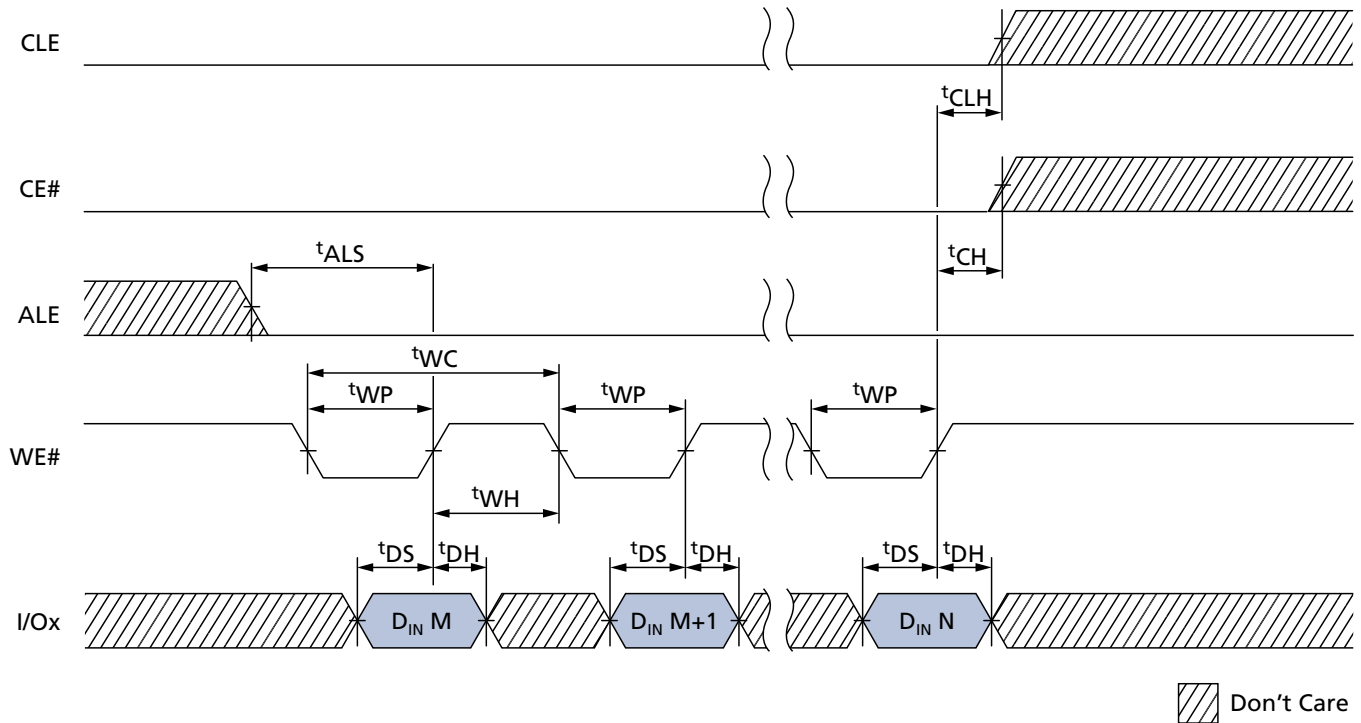 CLE
tCLH
CE#
tCH
tALS
ALE
tWC
tWP
tWP
tWP
WE#
tWH
tDS
tDH
tDS
tDH
tDS
tDH
I/Ox
DIN M
DIN M+1
DIN N
Don't Care